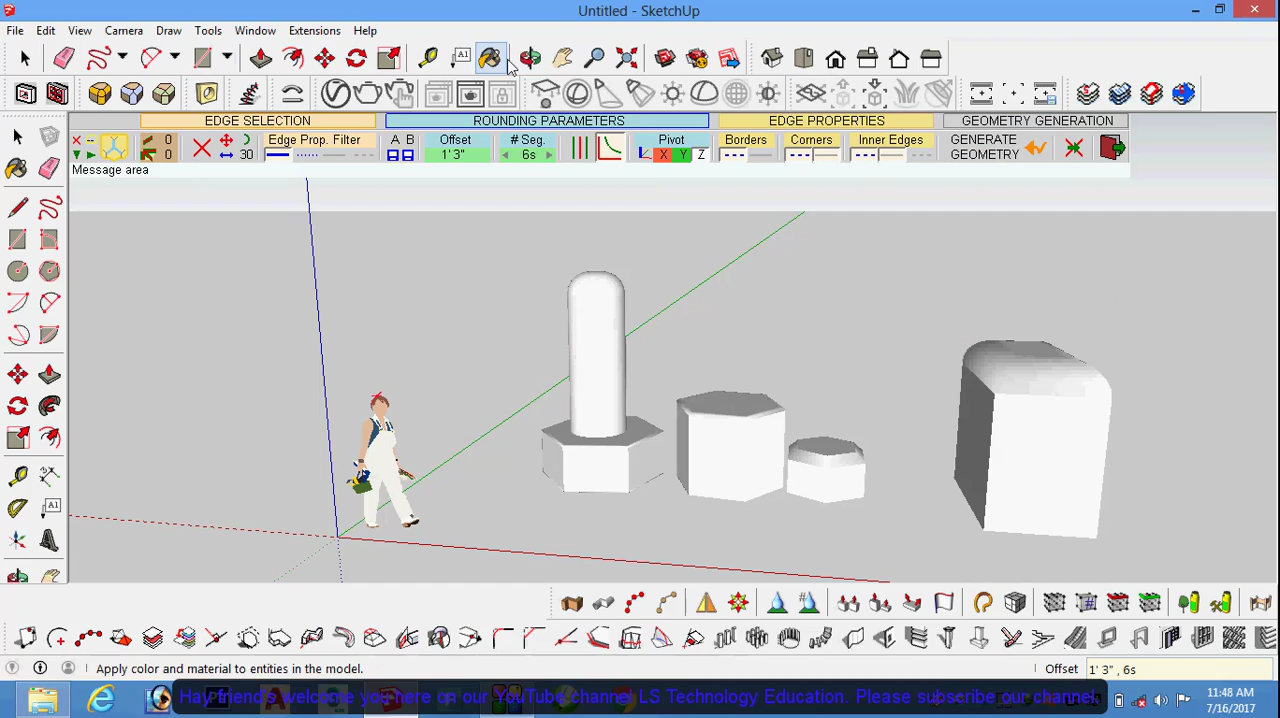 Untitled - SketchUp
File Edit View Camera Draw Tools Window Extensions Help
A1
EDGE SELECTION ROUNDING PARAMETERS EDGE PROPERTIES GEOMETRY GENERATION
0 0 30 Edge Prop. Filter A B Offset 1' 3" # Seg. 6s Pivot X Y Z Borders Corners Inner Edges GENERATE GEOMETRY
Message area
A1
Apply color and material to entities in the model. Offset 1' 3" , 6s
Hay friend's welcome you here on our YouTube channel LS Technology Education. Please subscribe our channel.
11:48 AM
7/16/2017